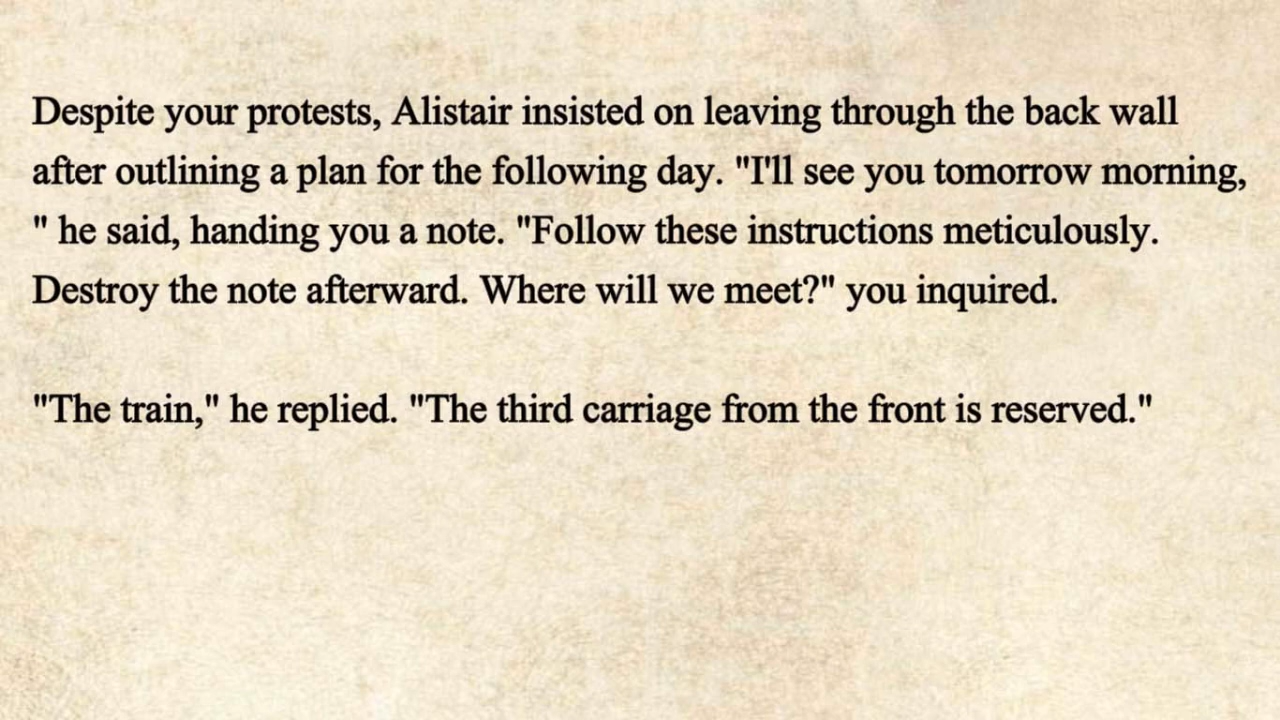 Despite your protests, Alistair insisted on leaving through the back wall
after outlining a plan for the following day. "I'll see you tomorrow morning,
" he said, handing you a note. "Follow these instructions meticulously.
Destroy the note afterward. Where will we meet?" you inquired.
"The train," he replied. "The third carriage from the front is reserved."